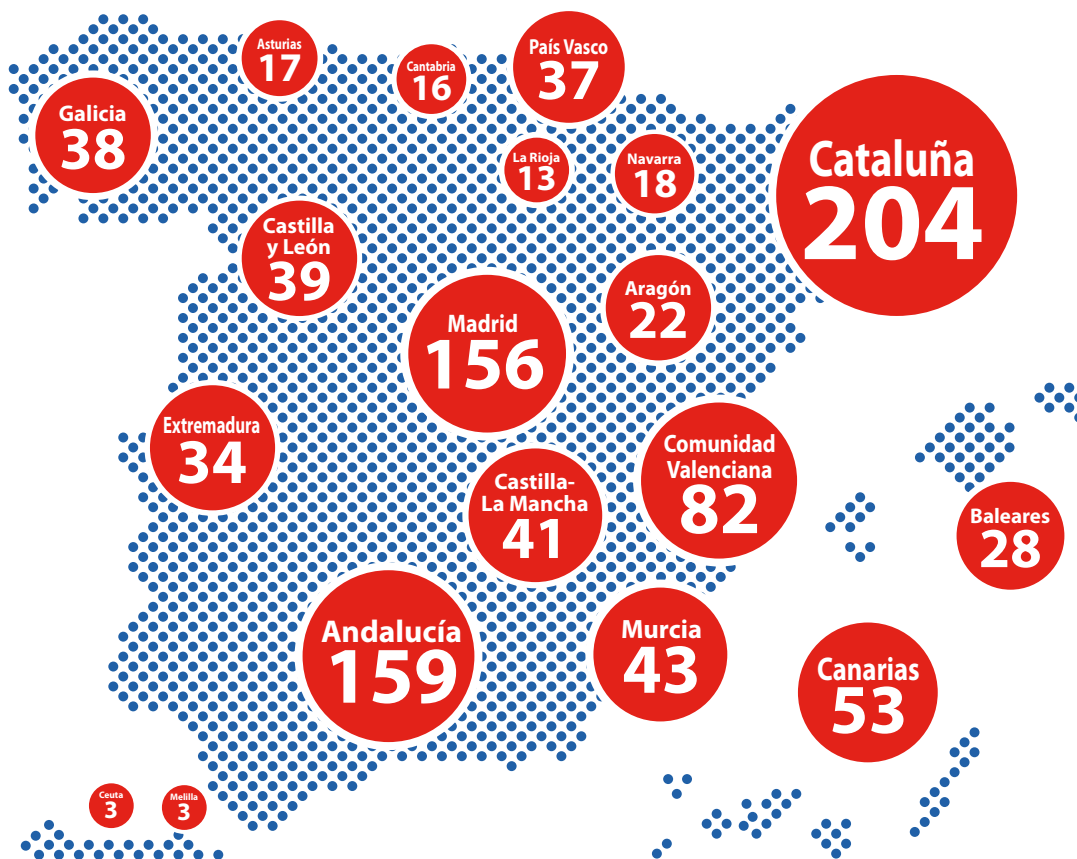 Asturias
17
Cantabria
16
País Vasco
37
Galicia
38
La Rioja
13
Navarra
18
Cataluña
204
Castilla
y León
39
Madrid
156
Aragón
22
Extremadura
34
Castilla-
La Mancha
41
Comunidad
Valenciana
82
Baleares
28
Andalucía
159
Murcia
43
Canarias
53
Ceuta
3
Melilla
3